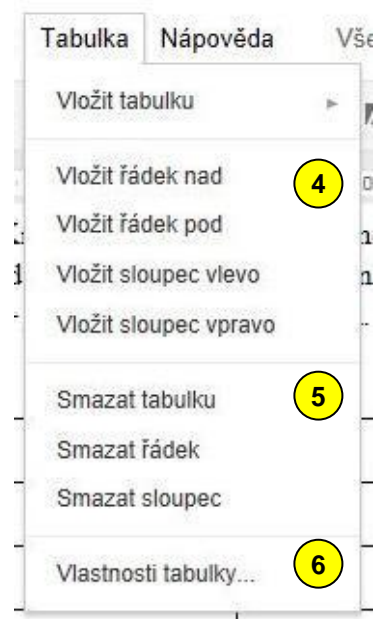 Tabulka Nápověda Vše
Vložit tabulku
Vložit řádek nad 4
Vložit řádek pod
Vložit sloupec vlevo
Vložit sloupec vpravo
Smazat tabulku 5
Smazat řádek
Smazat sloupec
Vlastnosti tabulky... 6